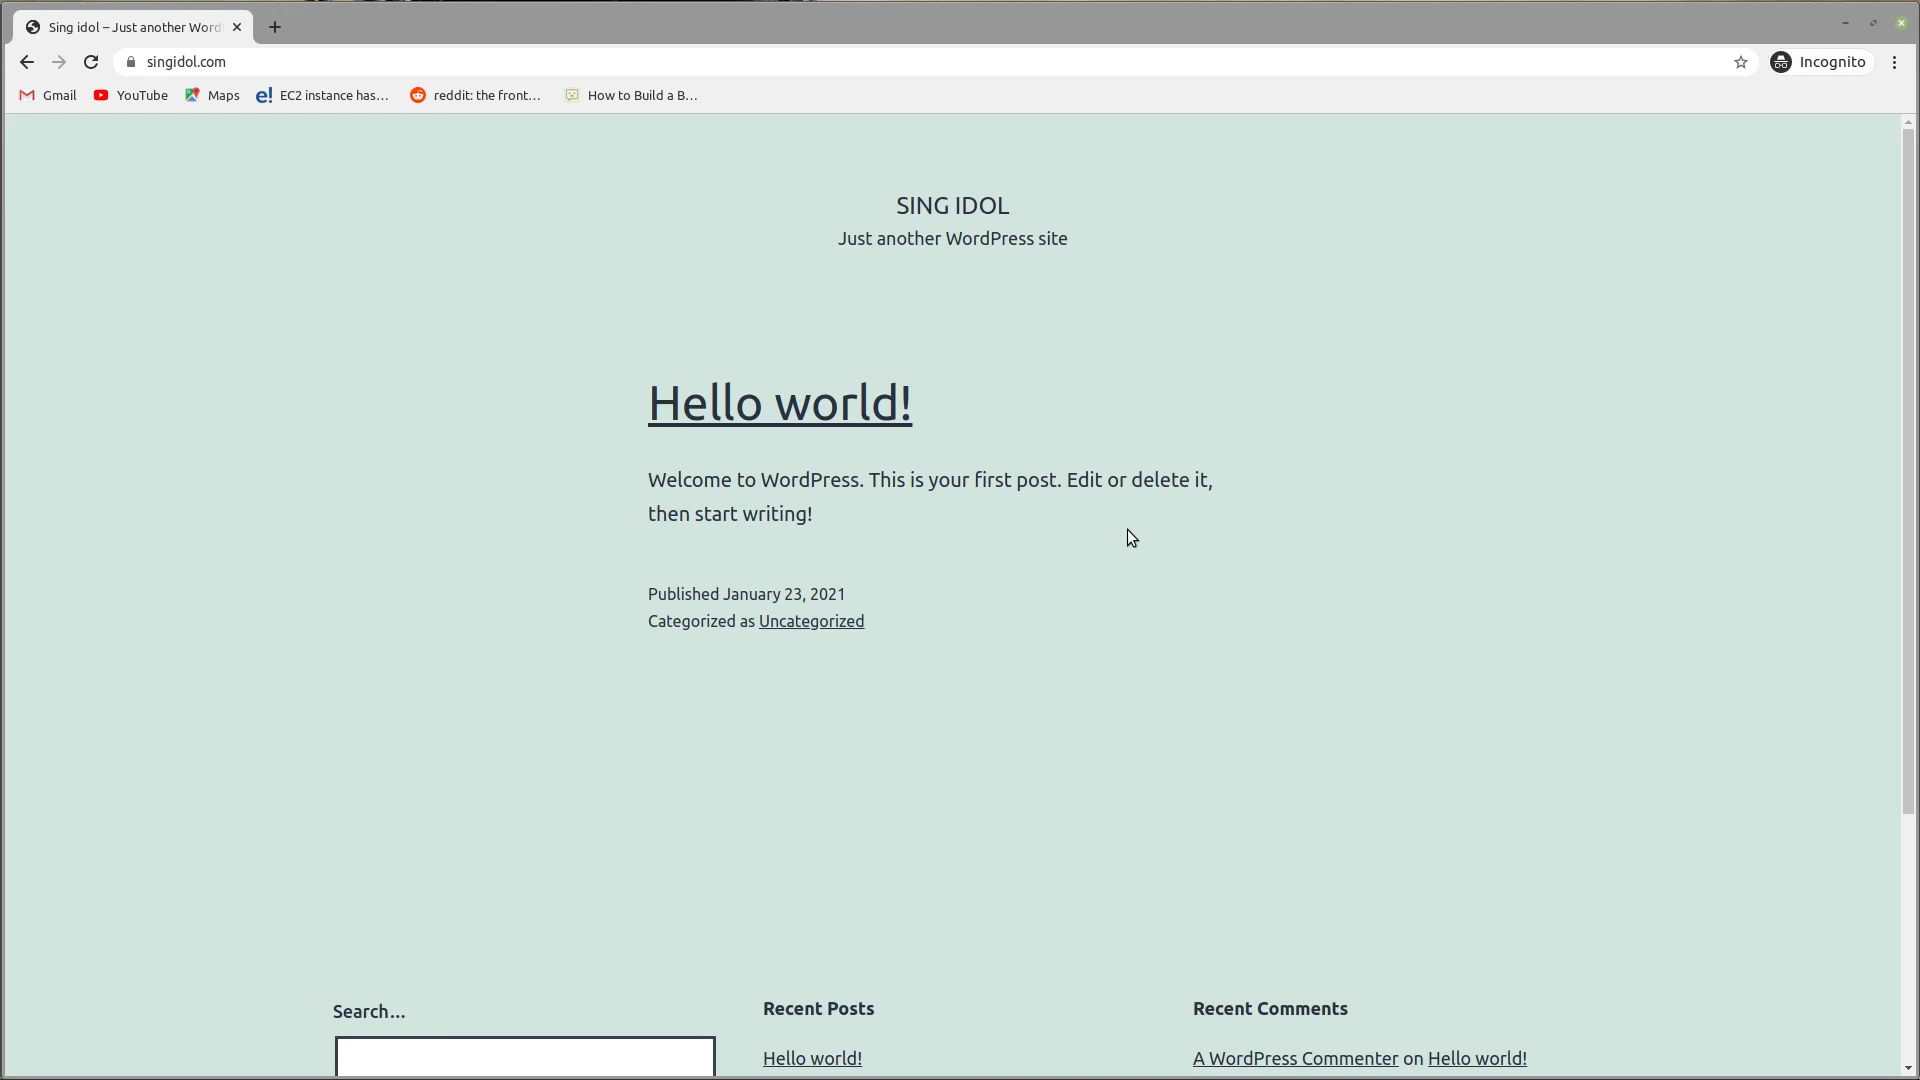 Sing idol – Just another Word
singidol.com
Incognito
Gmail
YouTube
Maps
EC2 instance has...
reddit: the front...
How to Build a B...
SING IDOL
Just another WordPress site
Hello world!
Welcome to WordPress. This is your first post. Edit or delete it,
then start writing!
Published January 23, 2021
Categorized as Uncategorized
Search...
Recent Posts
Hello world!
Recent Comments
A WordPress Commenter on Hello world!